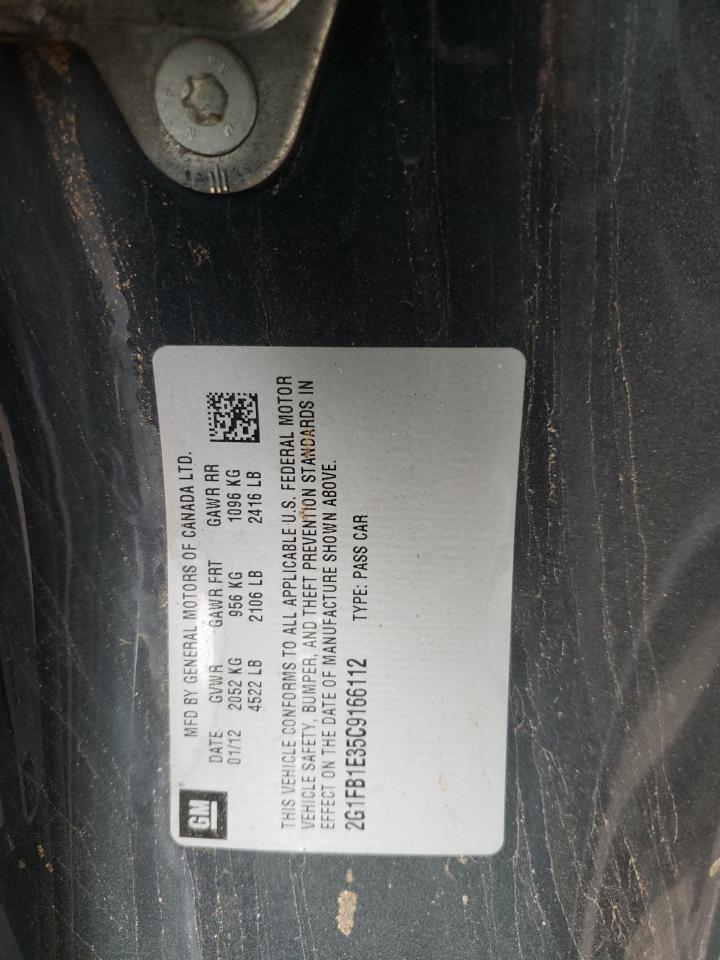 GM
MFD BY GENERAL MOTORS OF CANADA LTD.
DATE GVWR GAWR FRT GAWR RR
01/12 2052 KG 956 KG 1096 KG
4522 LB 2106 LB 2416 LB
THIS VEHICLE CONFORMS TO ALL APPLICABLE U.S. FEDERAL MOTOR
VEHICLE SAFETY, BUMPER, AND THEFT PREVENTION STANDARDS IN
EFFECT ON THE DATE OF MANUFACTURE SHOWN ABOVE.
2G1FB1E35C9166112 TYPE: PASS CAR